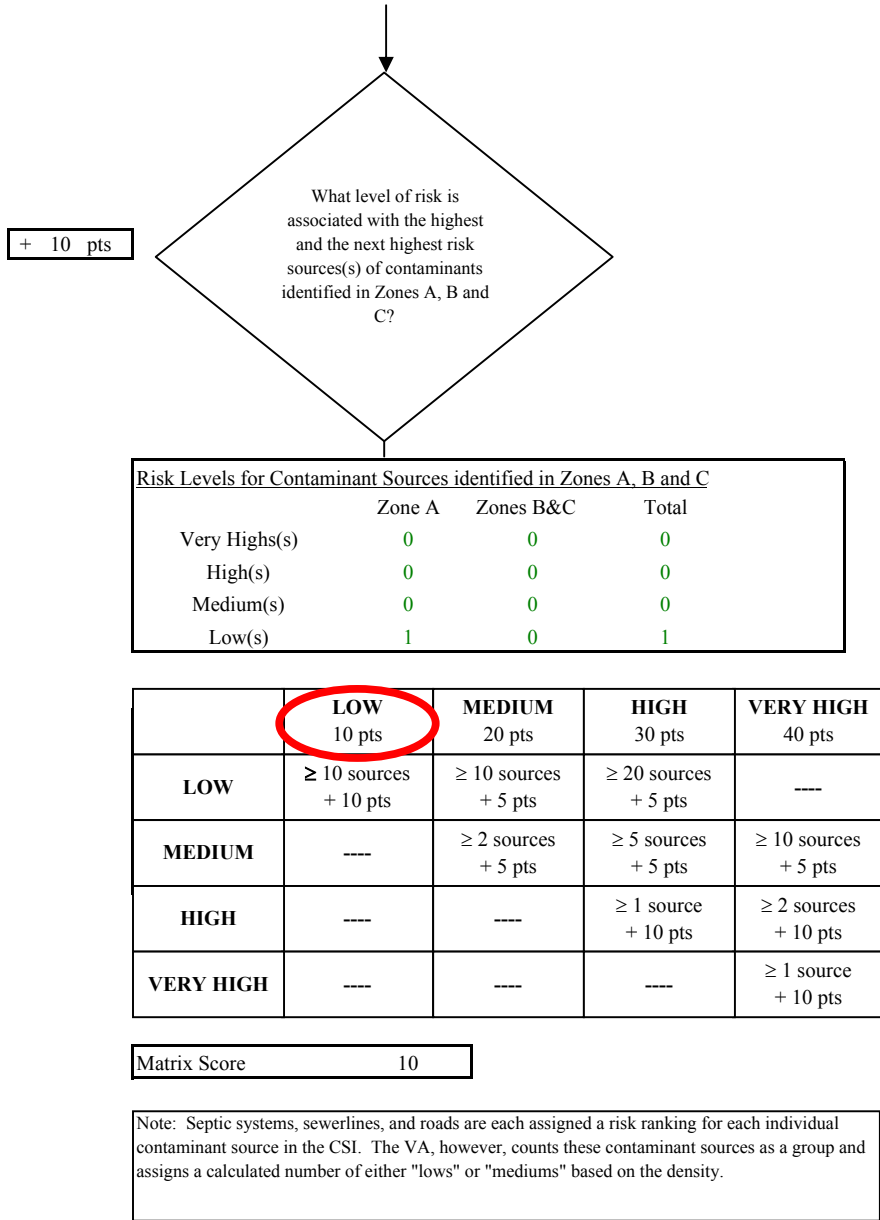 What level of risk is
associated with the highest
and the next highest risk
sources(s) of contaminants
identified in Zones A, B and
C?
+ 10 pts
Risk Levels for Contaminant Sources identified in Zones A, B and C
Zone A Zones B&C Total
Very Highs(s) 0 0 0
High(s) 0 0 0
Medium(s) 0 0 0
Low(s) 1 0 1
LOW MEDIUM HIGH VERY HIGH
10 pts 20 pts 30 pts 40 pts
LOW ≥ 10 sources ≥ 10 sources ≥ 20 sources ----
+ 10 pts + 5 pts + 5 pts
MEDIUM ---- ≥ 2 sources ≥ 5 sources ≥ 10 sources
+ 5 pts + 5 pts + 5 pts
HIGH ---- ---- ≥ 1 source ≥ 2 sources
+ 10 pts + 10 pts
VERY HIGH ---- ---- ---- ≥ 1 source
+ 10 pts
Matrix Score 10
Note: Septic systems, sewerlines, and roads are each assigned a risk ranking for each individual
contaminant source in the CSI. The VA, however, counts these contaminant sources as a group and
assigns a calculated number of either "lows" or "mediums" based on the density.